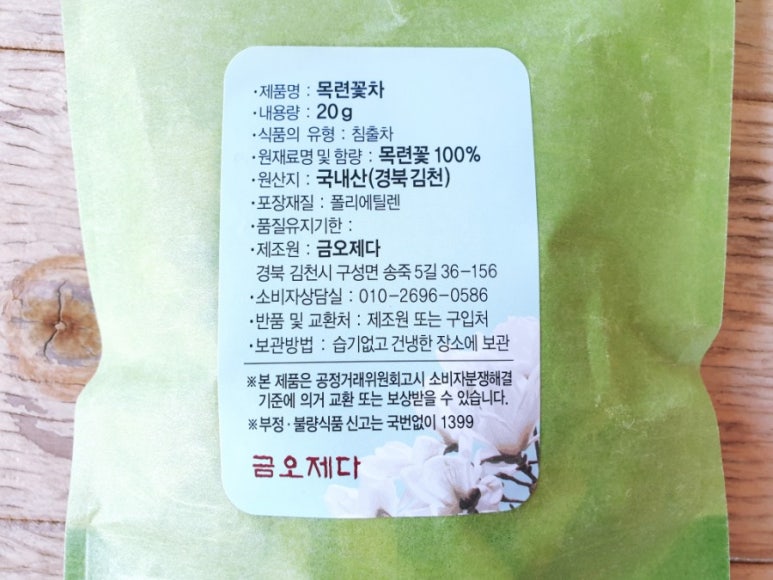 ·제품명 : 목련꽃차
·내용량 : 20g
·식품의 유형 : 침출차
·원재료명 및 함량 : 목련꽃 100%
·원산지 : 국내산(경북 김천)
·포장재질 : 폴리에틸렌
·품질유지기한 :
·제조원 : 금오제다
경북 김천시 구성면 송죽5길 36-156
·소비자상담실 : 010-2696-0586
·반품 및 교환처 : 제조원 또는 구입처
·보관방법 : 습기없고 건냉한 장소에 보관
※본 제품은 공정거래위원회고시 소비자분쟁해결
기준에 의거 교환 또는 보상받을 수 있습니다.
※부정·불량식품 신고는 국번없이 1399
금오제다